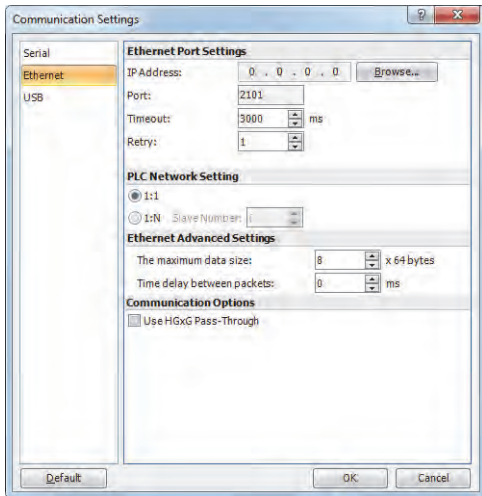 Communication Settings
Serial
Ethernet
USB
Ethernet Port Settings
IP Address: 0 . 0 . 0 . 0 Browse...
Port: 2101
Timeout: 3000 ms
Retry: 1
PLC Network Setting
1:1
1:N Slave Number:
Ethernet Advanced Settings
The maximum data size: 8 x 64 bytes
Time delay between packets: 0 ms
Communication Options
Use HGxG Pass-Through
Default OK Cancel